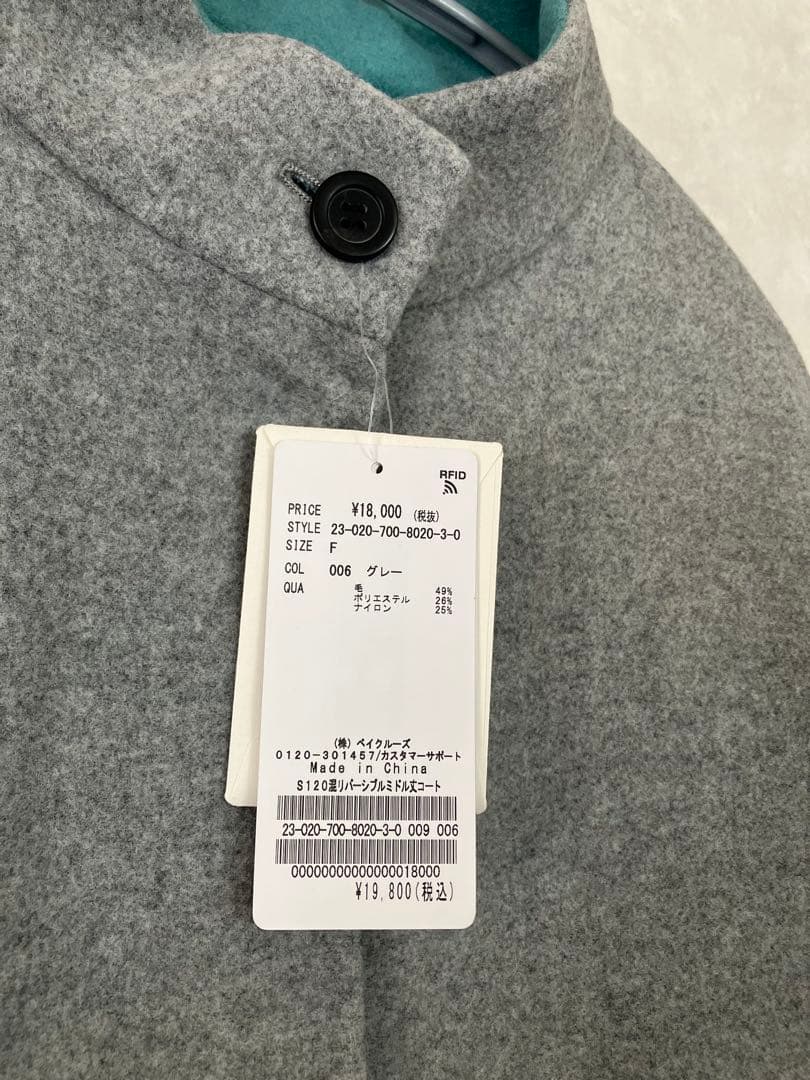 RFID
PRICE ¥18,000 (税抜)
STYLE 23-020-700-8020-3-0
SIZE F
COL 006 グレー
QUA 毛 49%
ポリエステル 26%
ナイロン 25%
(株) ベイクルーズ
0120-301457/カスタマーサポート
Made in China
S120混リバーシブルミドル丈コート
23-020-700-8020-3-0 009 006
00000000000000018000
¥19,800(税込)